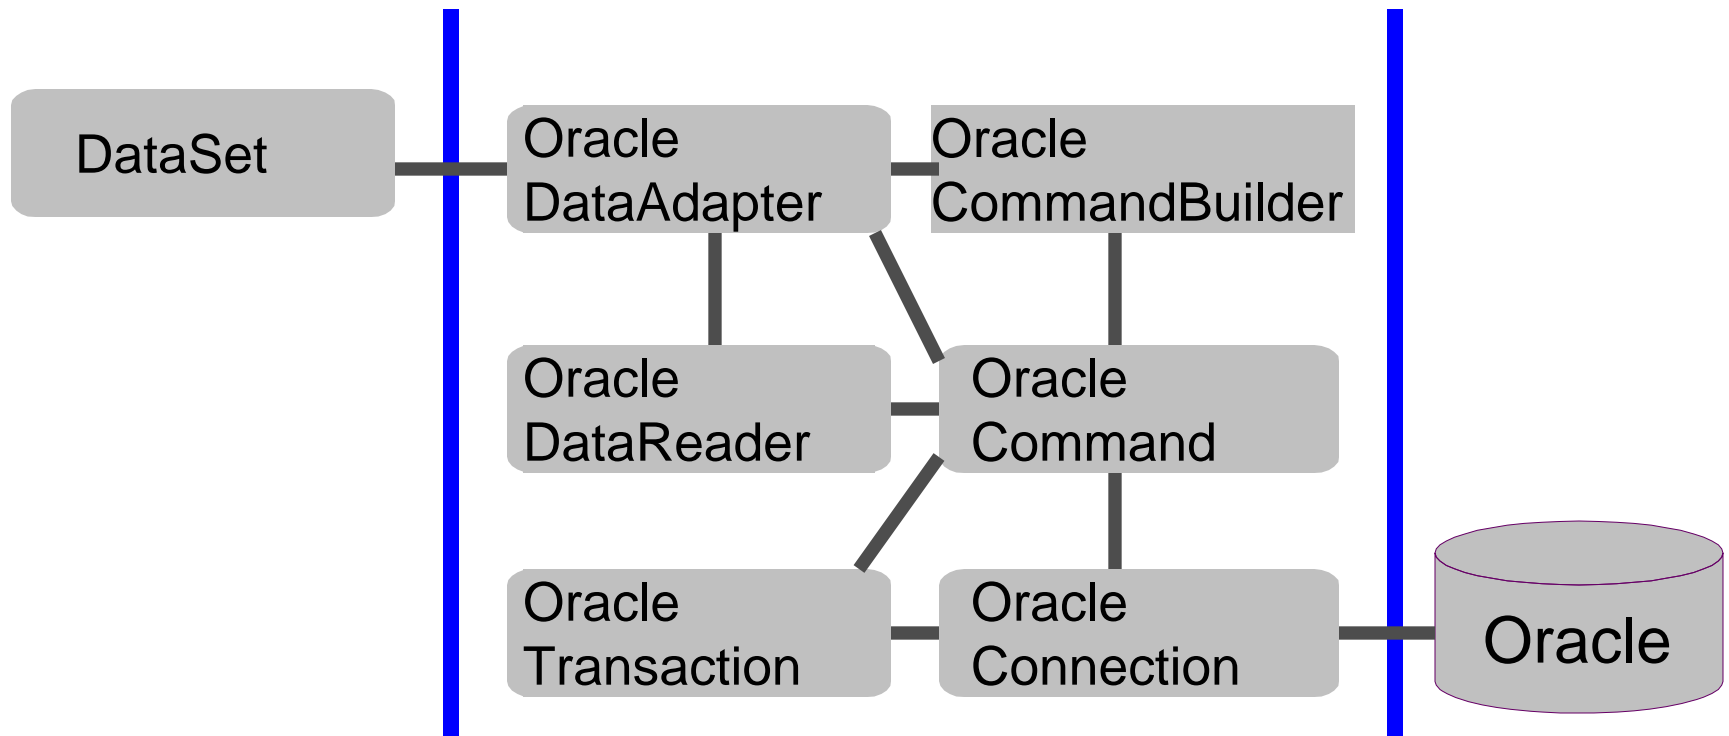 DataSet
Oracle
DataAdapter
Oracle
CommandBuilder
Oracle
DataReader
Oracle
Command
Oracle
Transaction
Oracle
Connection
Oracle